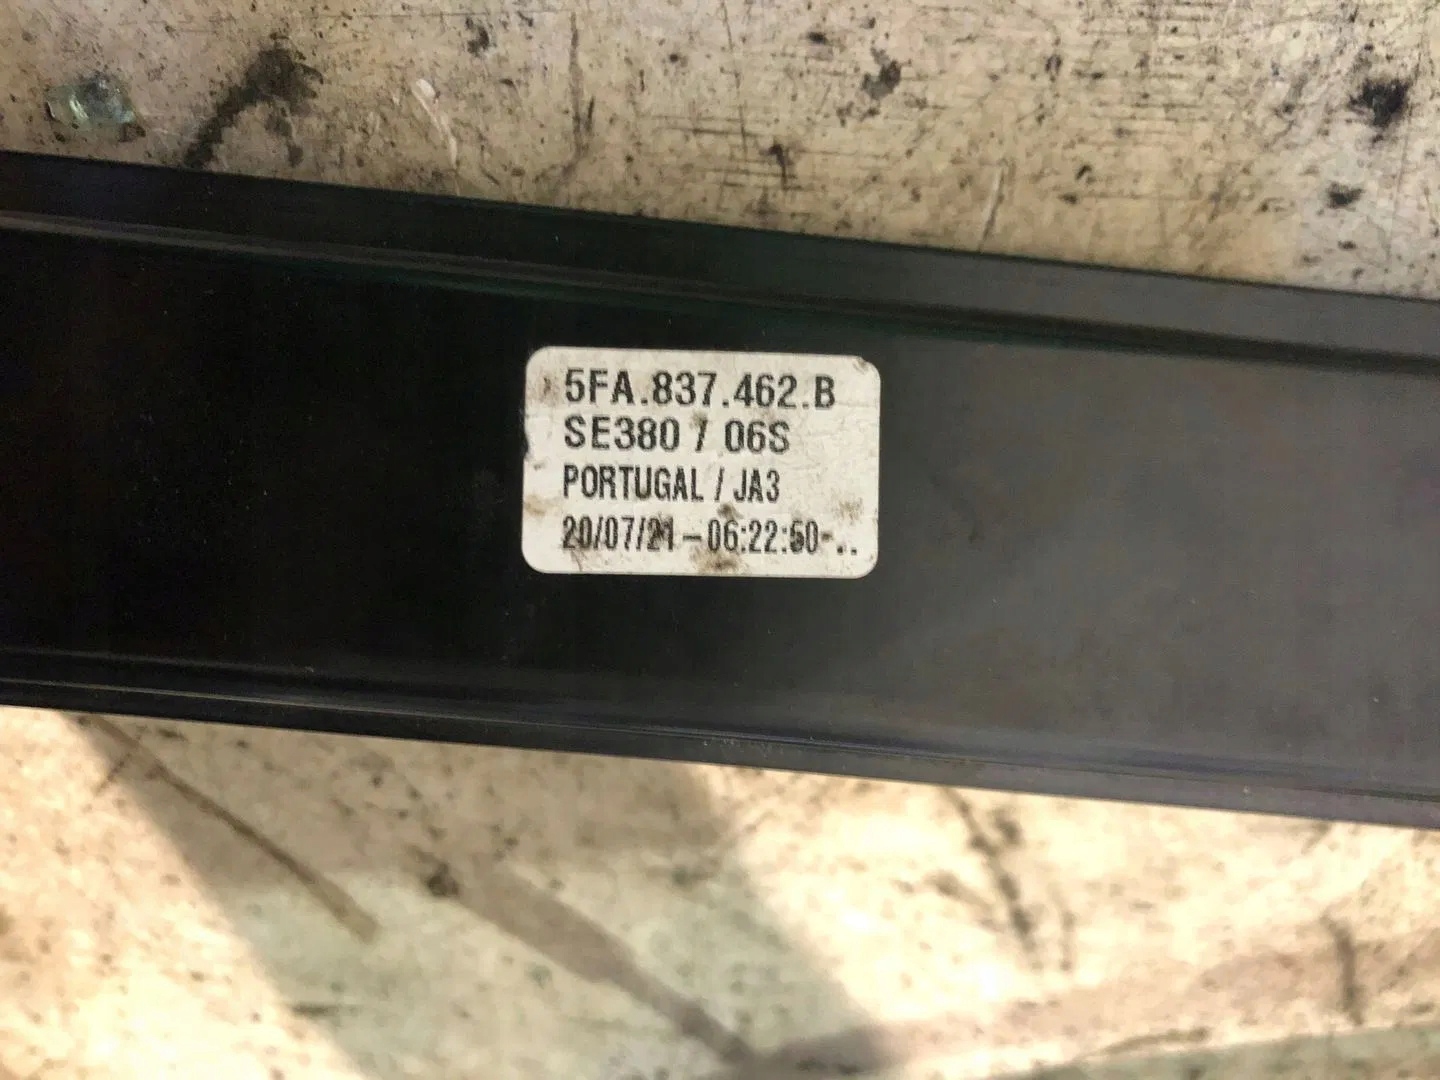 5FA.837.462.B
SE380 / 06S
PORTUGAL / JA3
20/07/21-06:22:50-..